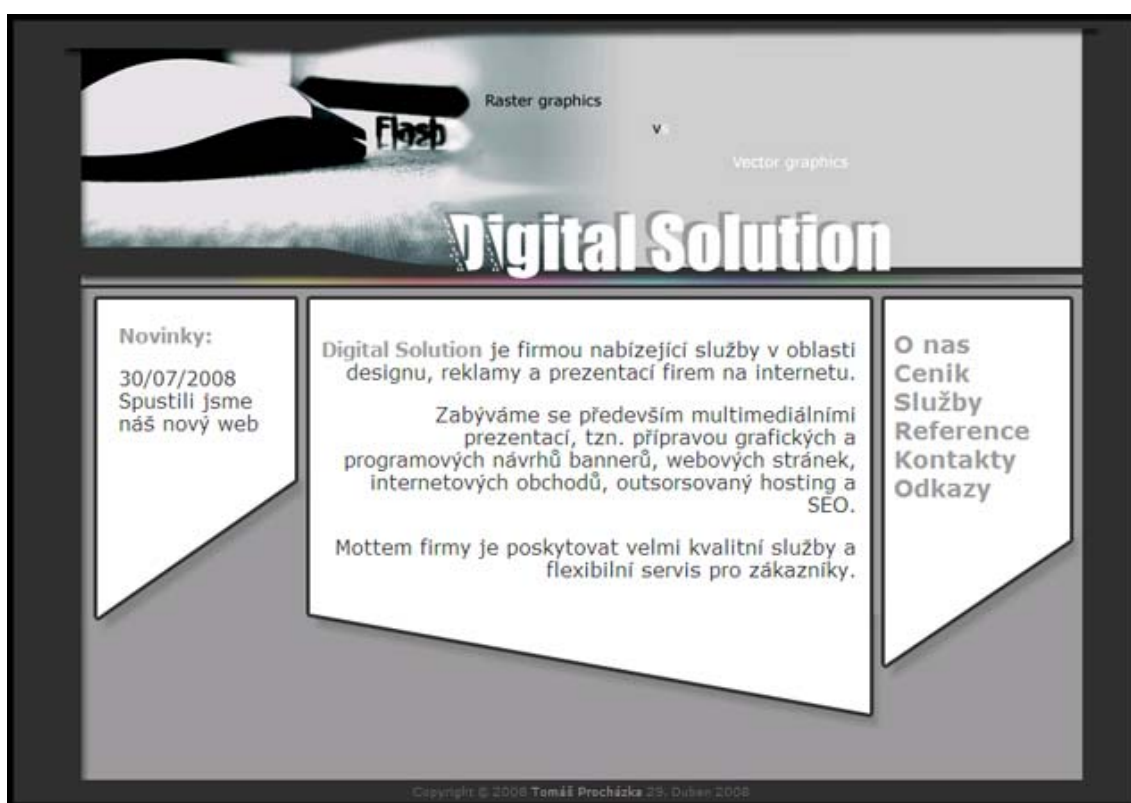 Flash
Raster graphics
vs
Vector graphics
Digital Solution
Novinky:
30/07/2008
Spustili jsme
náš nový web
Digital Solution je firmou nabízející služby v oblasti
designu, reklamy a prezentací firem na internetu.
Zabýváme se především multimediálními
prezentací, tzn. přípravou grafických a
programových návrhů bannerů, webových stránek,
internetových obchodů, outsorsovaný hosting a
SEO.
Mottem firmy je poskytovat velmi kvalitní služby a
flexibilní servis pro zákazníky.
O nas
Cenik
Služby
Reference
Kontakty
Odkazy
Copyright © 2008 Tomáš Procházka 29. Duben 2008